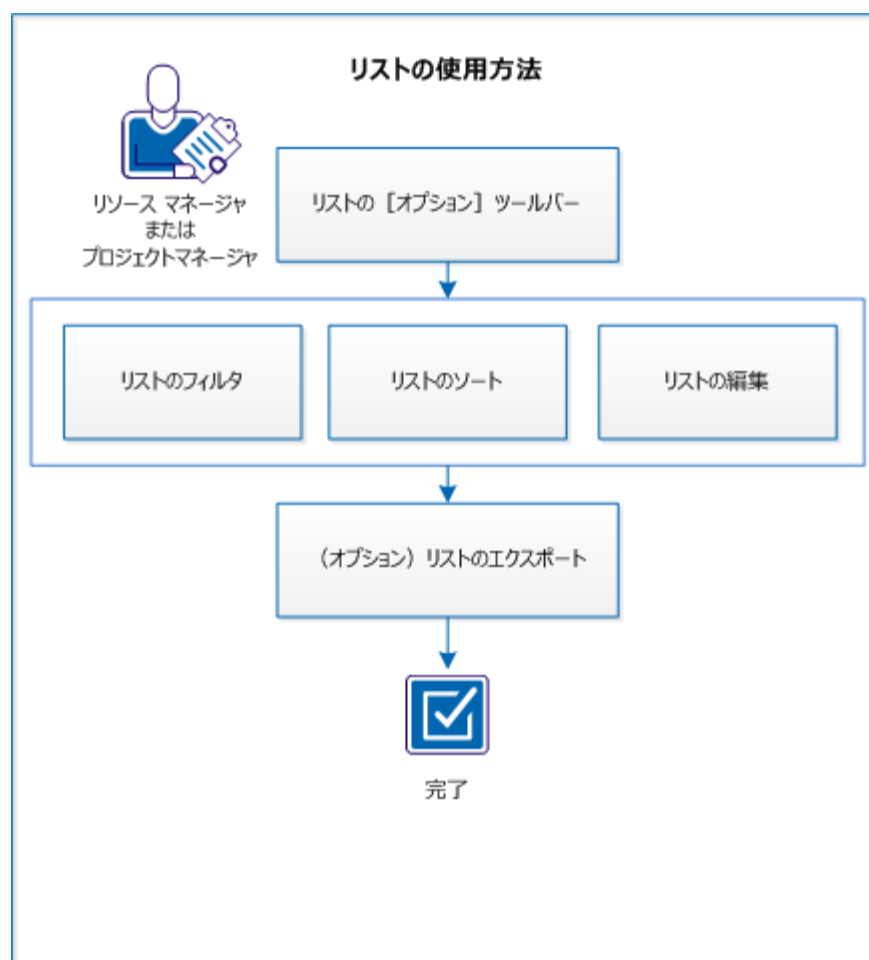 リストの使用方法
リソース マネージャ
または
プロジェクトマネージャ
リストの［オプション］ツールバー
リストのフィルタ
リストのソート
リストの編集
（オプション）リストのエクスポート
完了